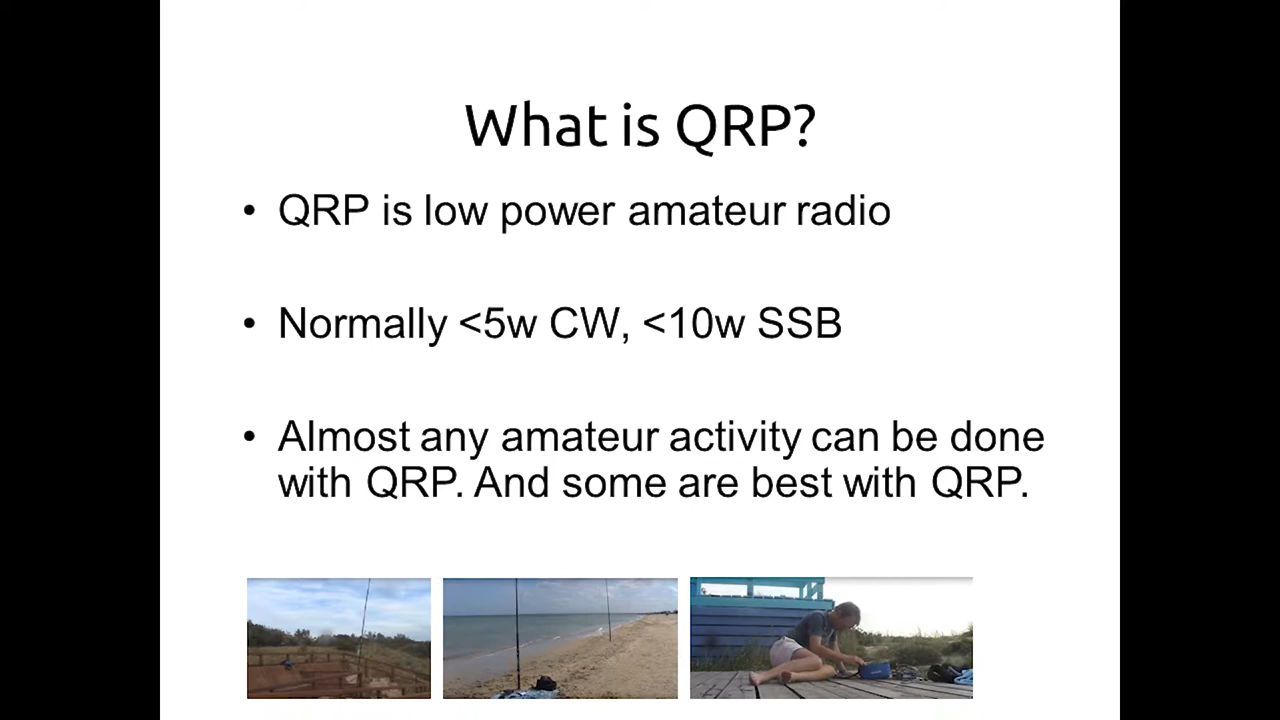 What is QRP?
• QRP is low power amateur radio
• Normally <5w CW, <10w SSB
• Almost any amateur activity can be done
with QRP. And some are best with QRP.